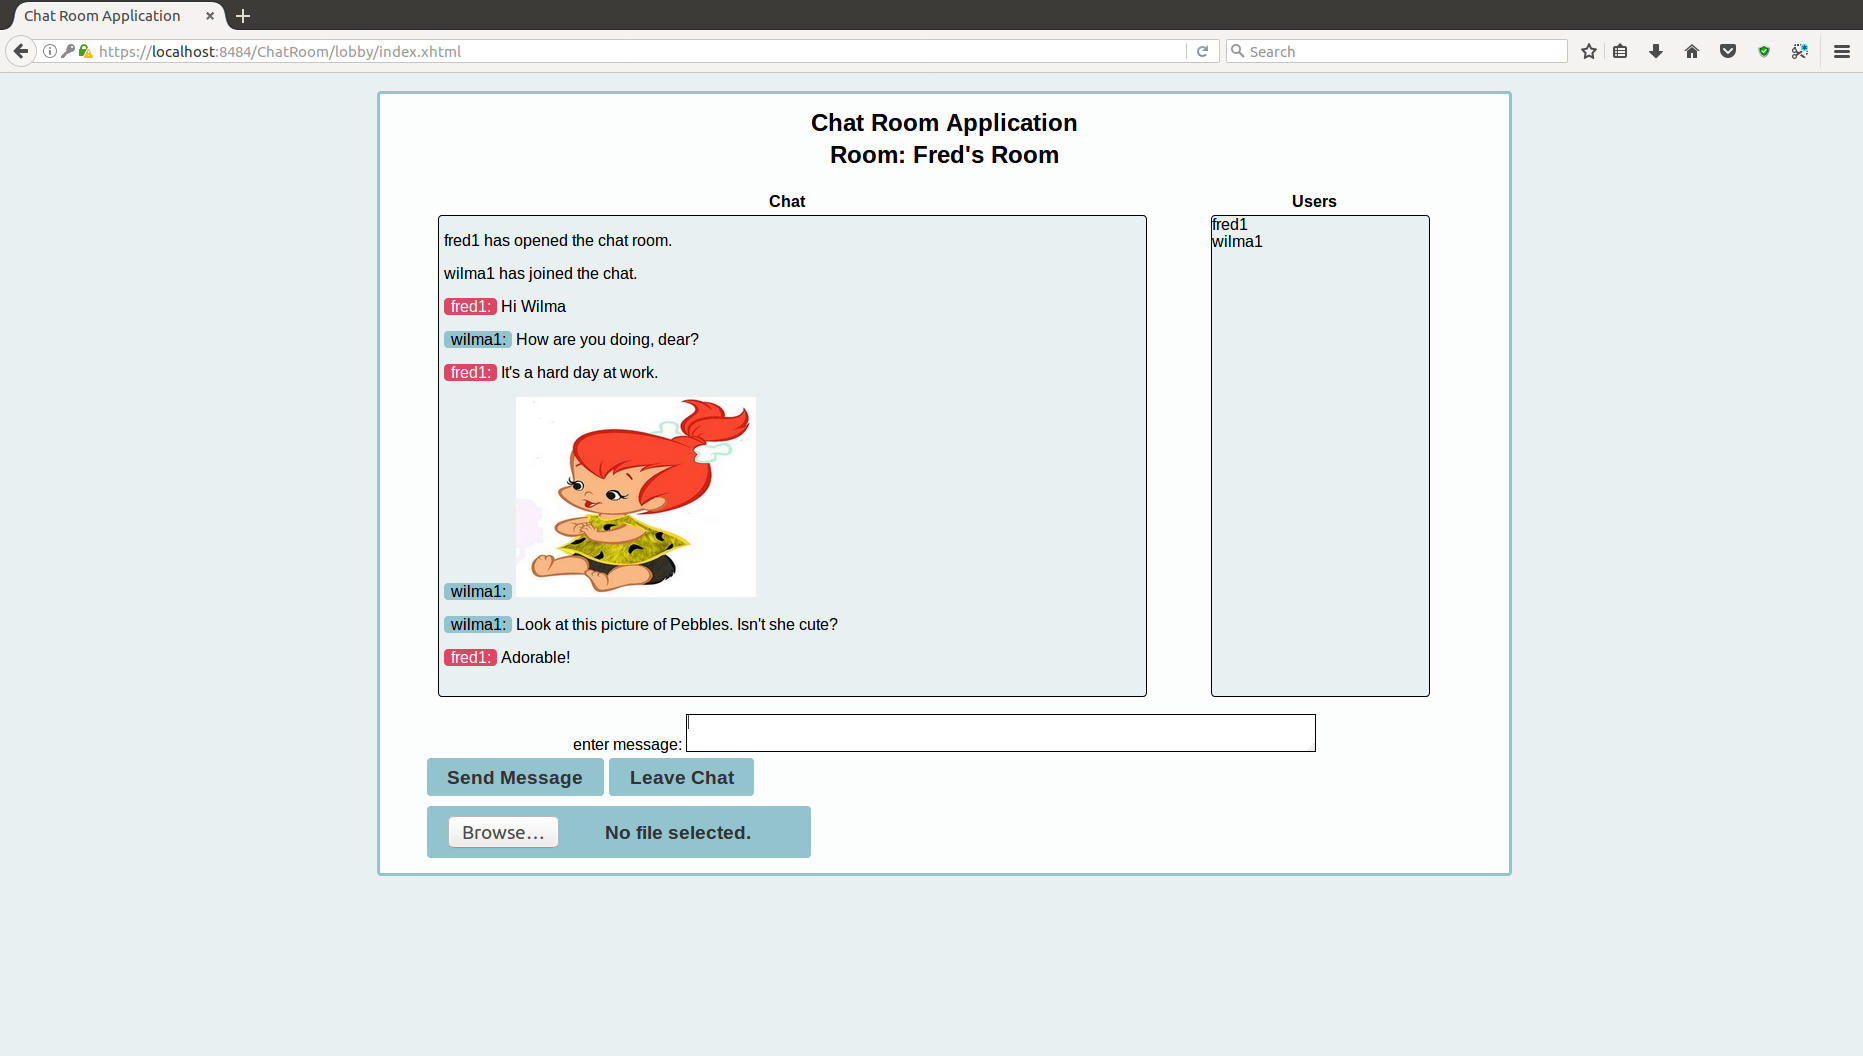 Chat Room Application
https://localhost:8484/ChatRoom/lobby/index.xhtml
Search
Chat Room Application
Room: Fred's Room
Chat
Users
fred1 has opened the chat room.
wilma1 has joined the chat.
fred1: Hi Wilma
wilma1: How are you doing, dear?
fred1: It's a hard day at work.
wilma1:
wilma1: Look at this picture of Pebbles. Isn't she cute?
fred1: Adorable!
fred1
wilma1
enter message:
Send Message
Leave Chat
Browse...
No file selected.